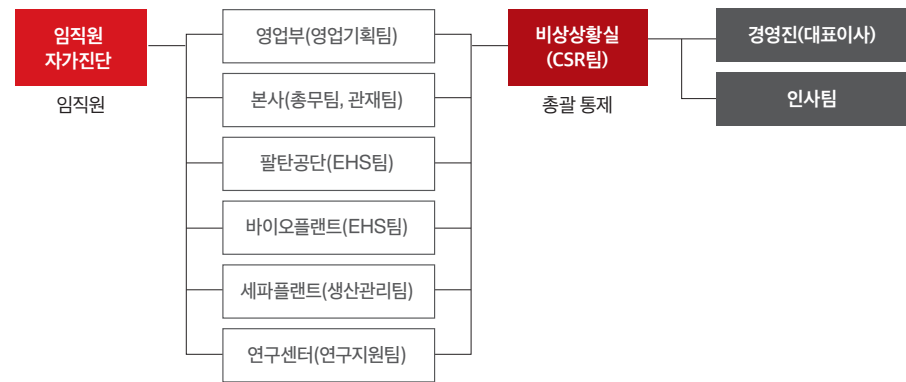 임직원
자가진단
임직원
영업부(영업기획팀)
본사(총무팀, 관재팀)
팔탄공단(EHS팀)
바이오플랜트(EHS팀)
세파플랜트(생산관리팀)
연구센터(연구지원팀)
비상상황실
(CSR팀)
총괄 통제
경영진(대표이사)
인사팀